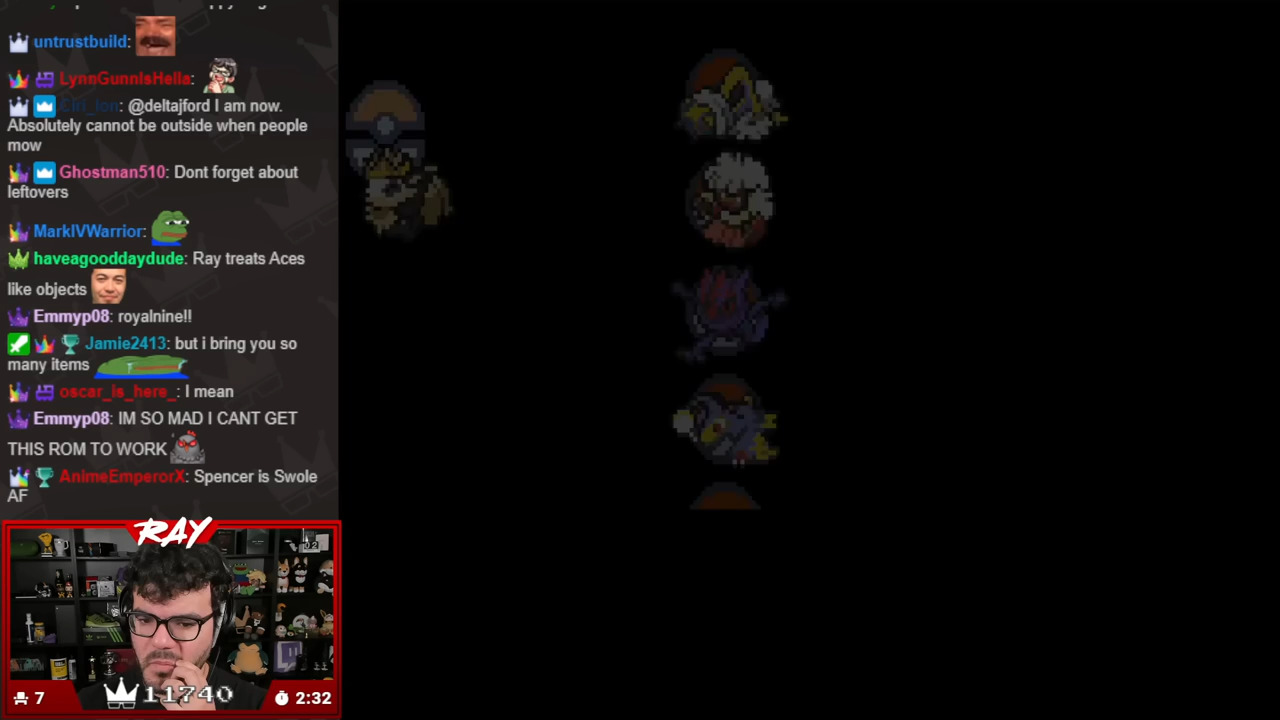 untrustbuild:
LynnGunnIsHella:
Ciri_Ion: @deltajford I am now.
Absolutely cannot be outside when people
mow
Ghostman510: Dont forget about
leftovers
MarkIVWarrior:
haveagooddaydude: Ray treats Aces
like objects
Emmyp08: royalnine!!
Jamie2413: but i bring you so
many items
oscar_is_here_: I mean
Emmyp08: IM SO MAD I CANT GET
THIS ROM TO WORK
AnimeEmperorX: Spencer is Swole
AF
RAY
7
11740
2:32